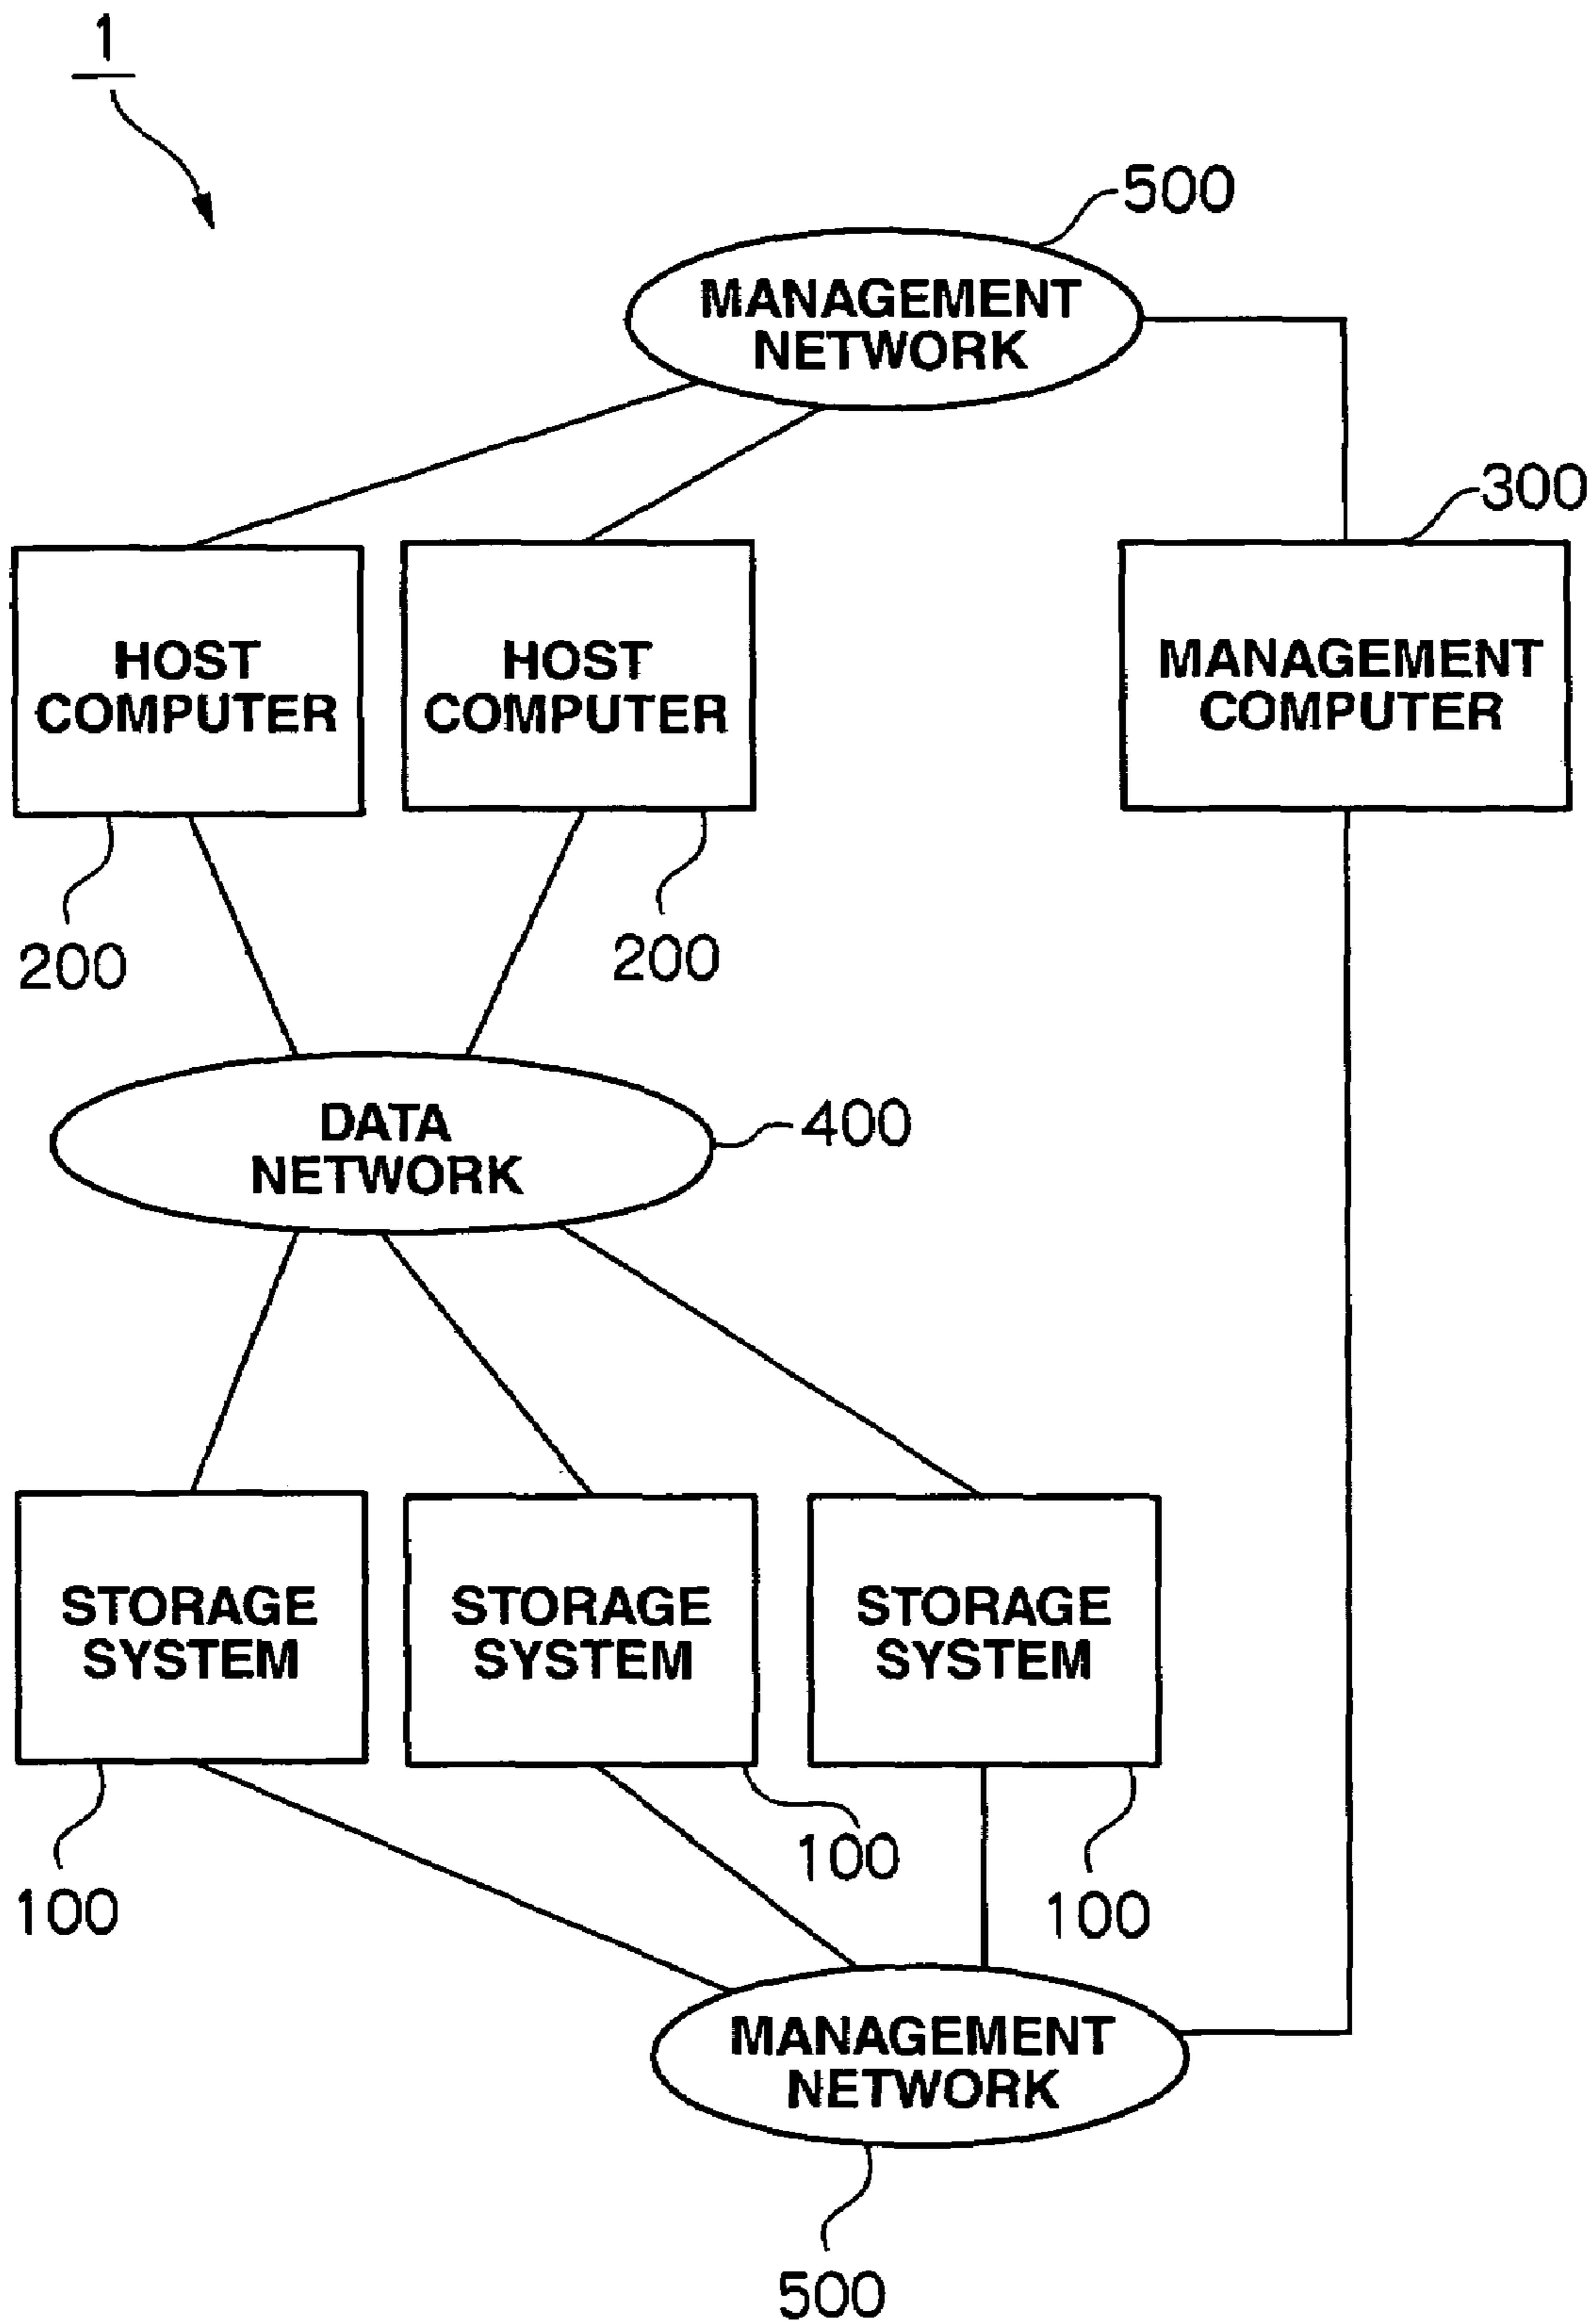 1
500
MANAGEMENT
NETWORK
300
HOST
COMPUTER
HOST
COMPUTER
MANAGEMENT
COMPUTER
200
200
DATA
NETWORK
400
STORAGE
SYSTEM
STORAGE
SYSTEM
STORAGE
SYSTEM
100
100
100
MANAGEMENT
NETWORK
500